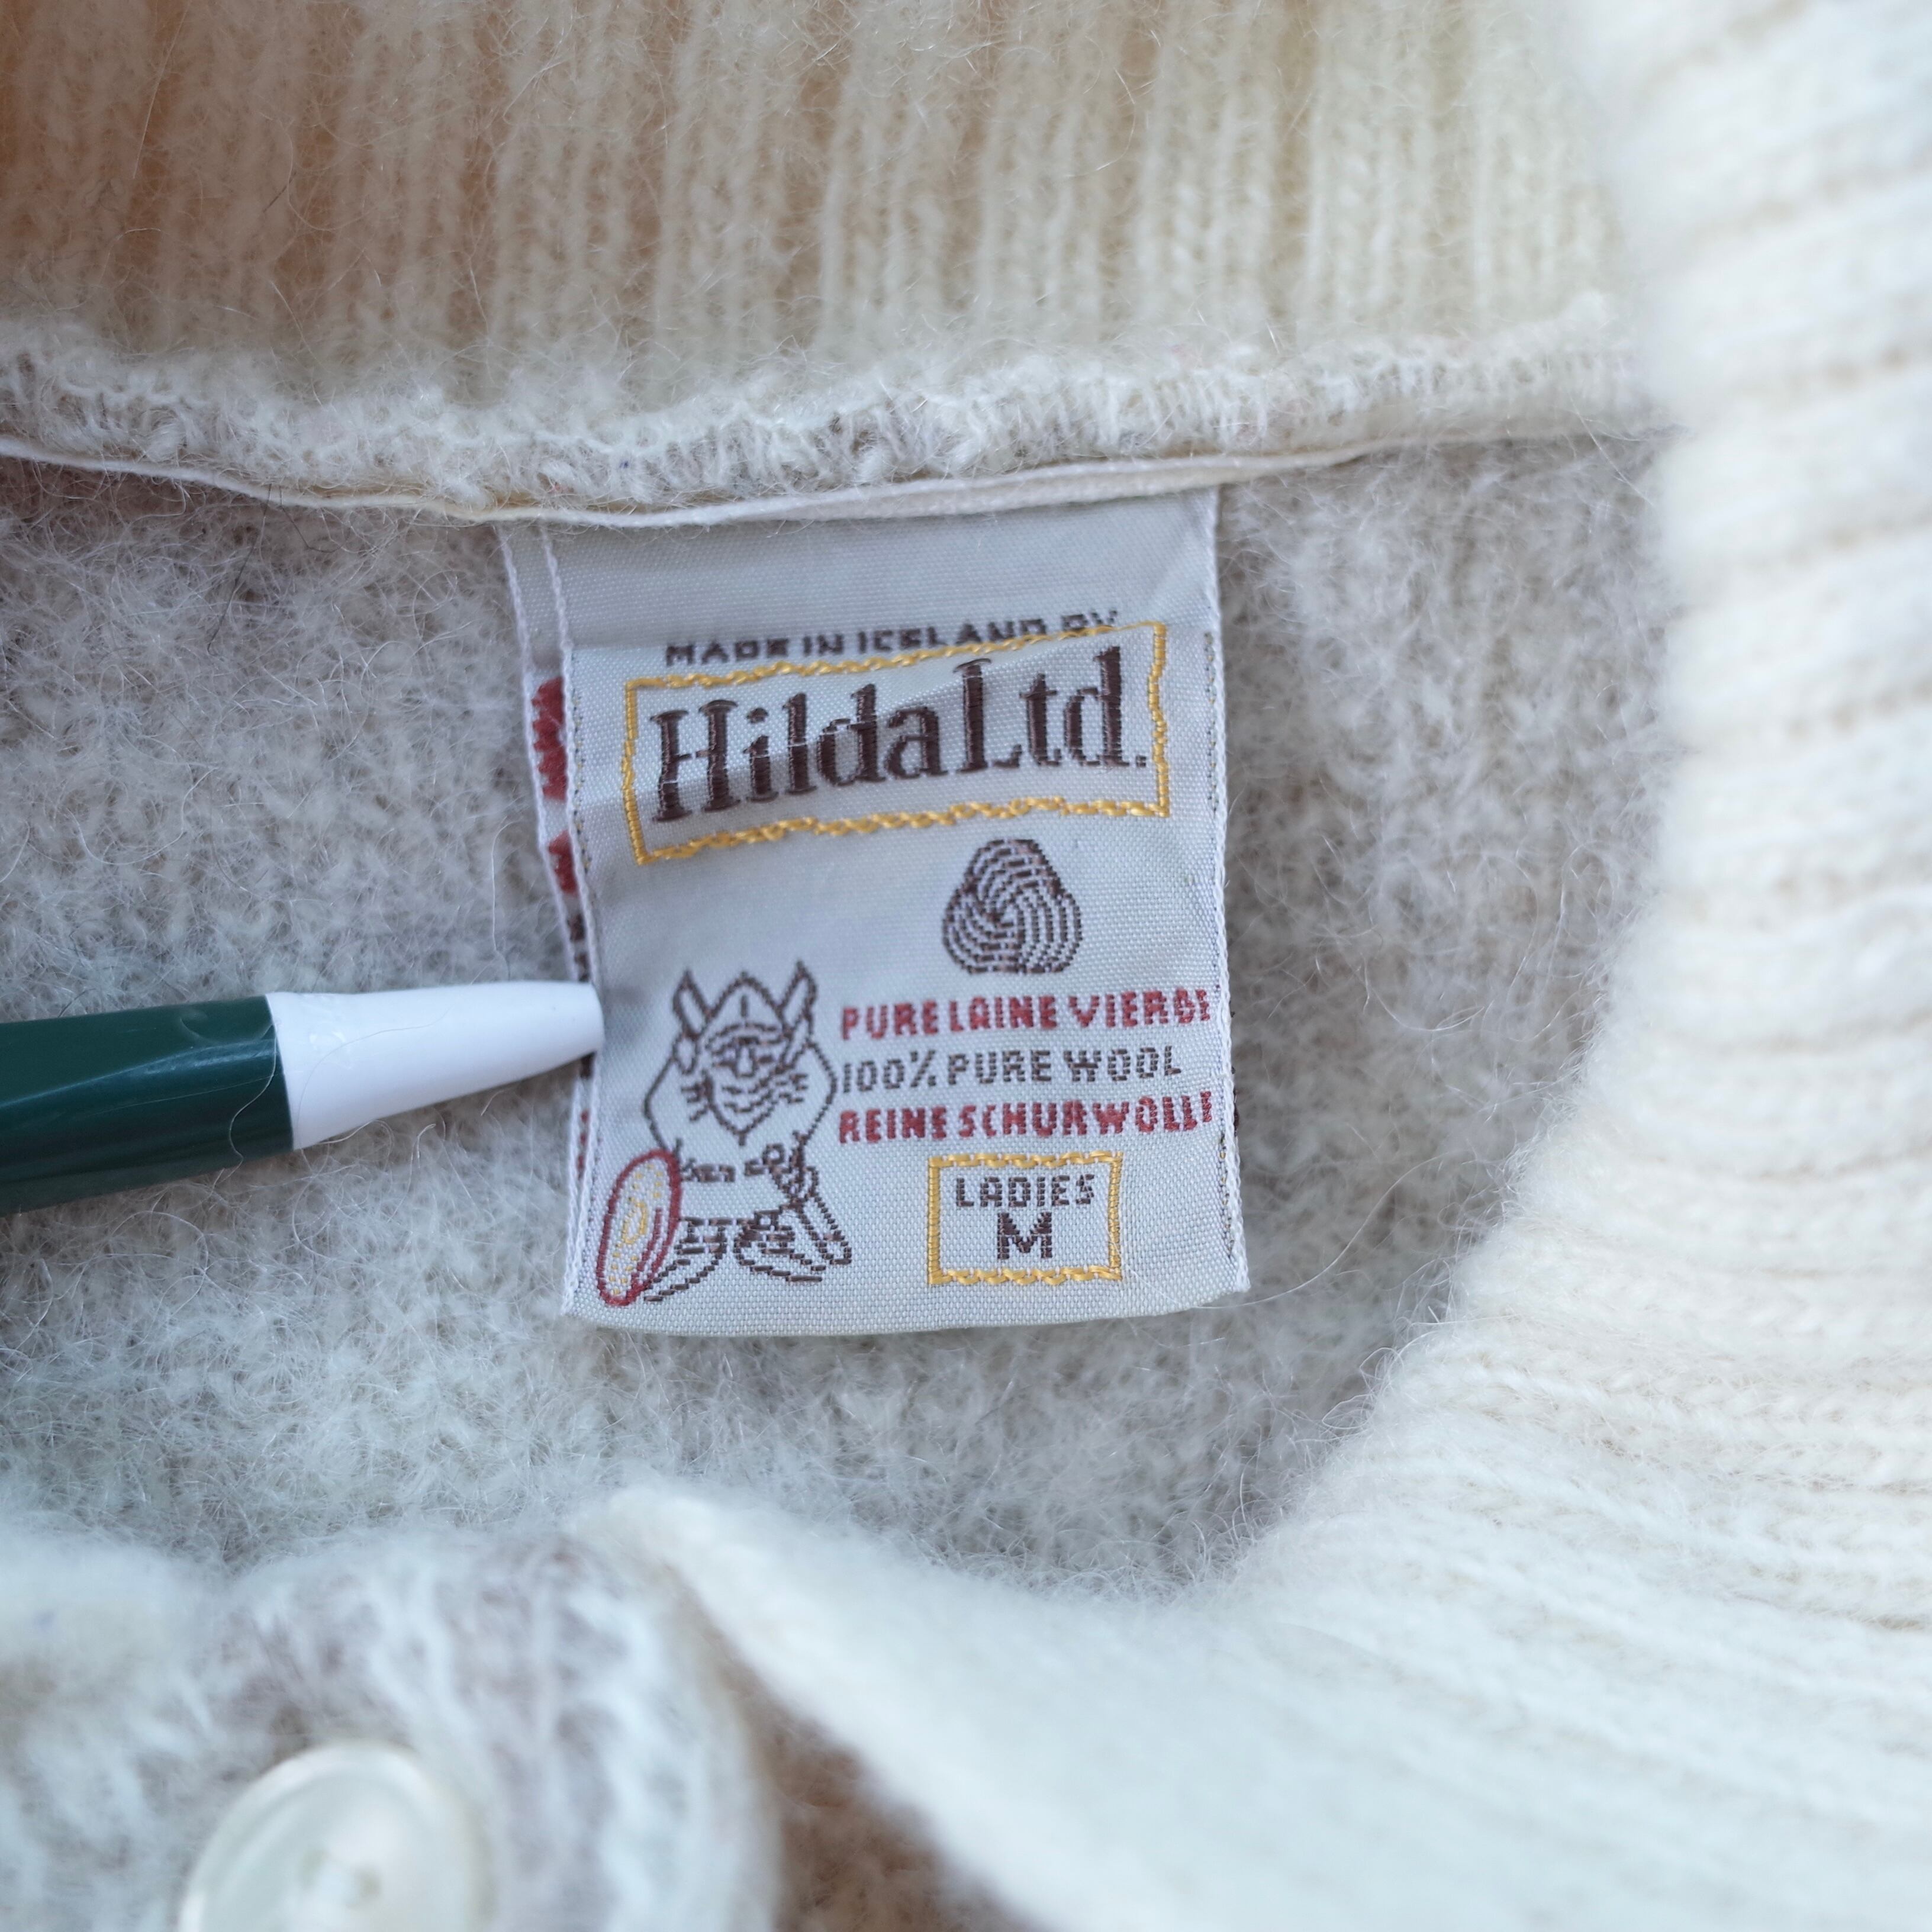 MADE IN ICELAND BY
Hilda Ltd.
PURE LAINE VIERGE
100% PURE WOOL
REINE SCHURWOLLE
LADIES
M